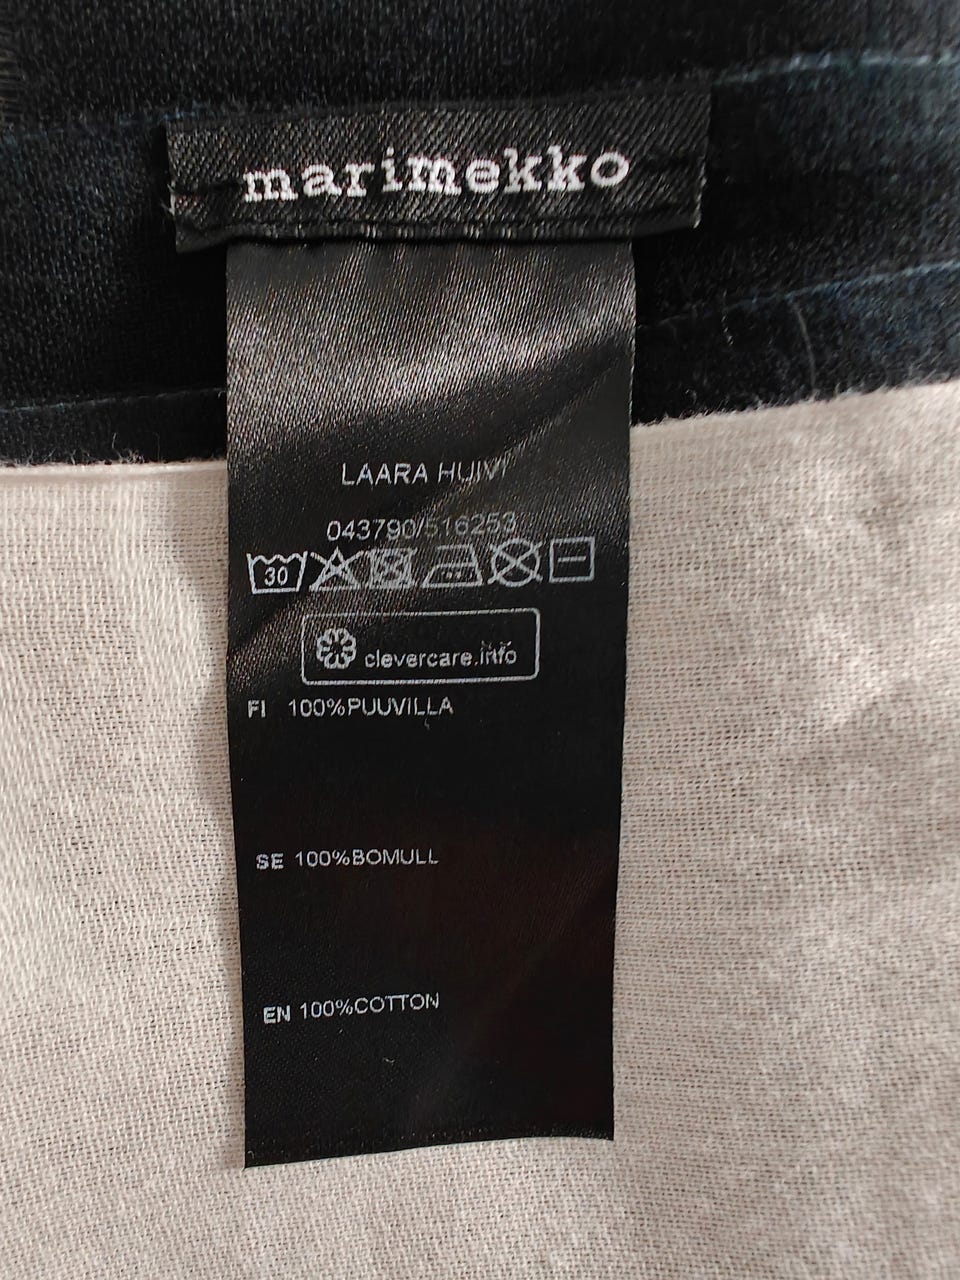 marimekko
LAARA HUIVI
043790/516253
30
clevercare.info
FI 100%PUUVILLA
SE 100%BOMULL
EN 100%COTTON